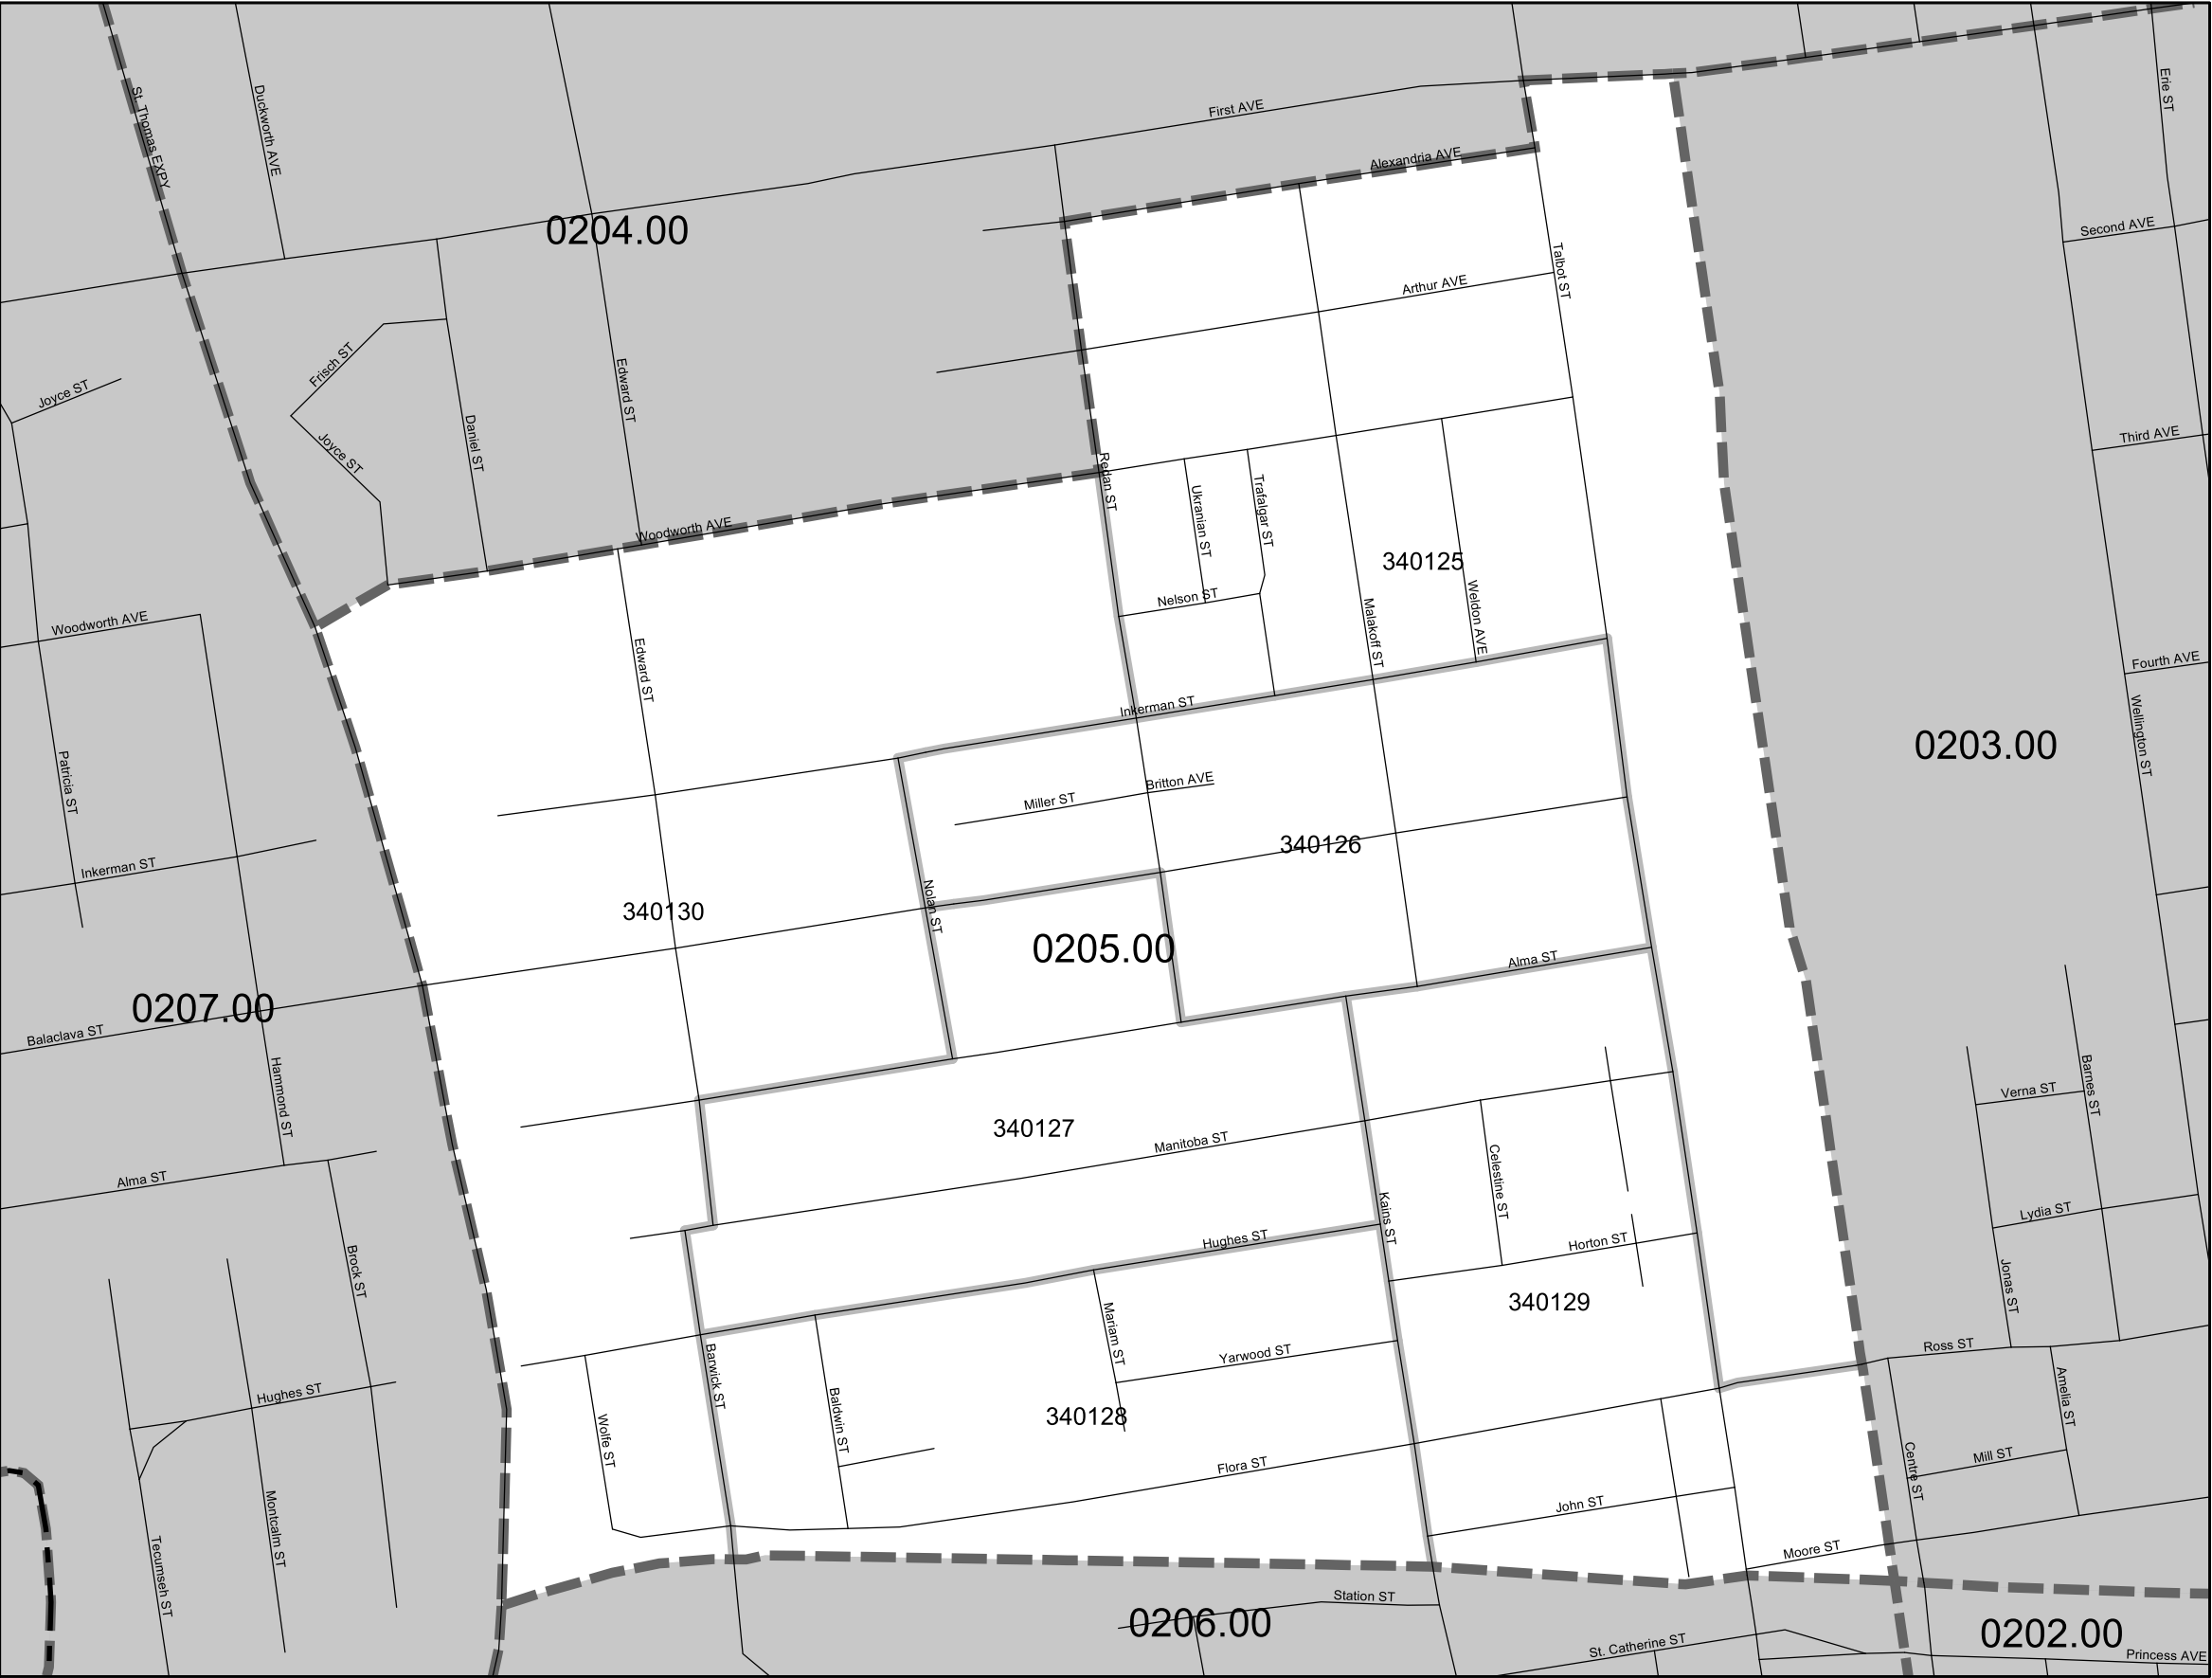 St. Thomas EXPY
Duckworth AVE
First AVE
Erie ST
Alexandria AVE
0204.00
Second AVE
Talbot ST
Arthur AVE
Frisch ST
Joyce ST
Edward ST
Daniel ST
Joyce ST
Third AVE
Redan ST
Ukranian ST
Trafalgar ST
Woodworth AVE
340125
Nelson ST
Malakoff ST
Weldon AVE
Woodworth AVE
Edward ST
Fourth AVE
Inkerman ST
Wellington ST
0203.00
Patricia ST
Miller ST
Britton AVE
340126
Inkerman ST
Nolan ST
340130
0205.00
Alma ST
0207.00
Balaclava ST
Hammond ST
Verna ST
Barnes ST
340127
Manitoba ST
Celestine ST
Alma ST
Kains ST
Lydia ST
Hughes ST
Horton ST
Brock ST
Jonas ST
340129
Mariam ST
Yarwood ST
Ross ST
Barwick ST
Hughes ST
Amelia ST
Baldwin ST
340128
Wolfe ST
Flora ST
Centre ST
Mill ST
John ST
Montcalm ST
Tecumseh ST
Moore ST
Station ST
0206.00
St. Catherine ST
0202.00
Princess AVE